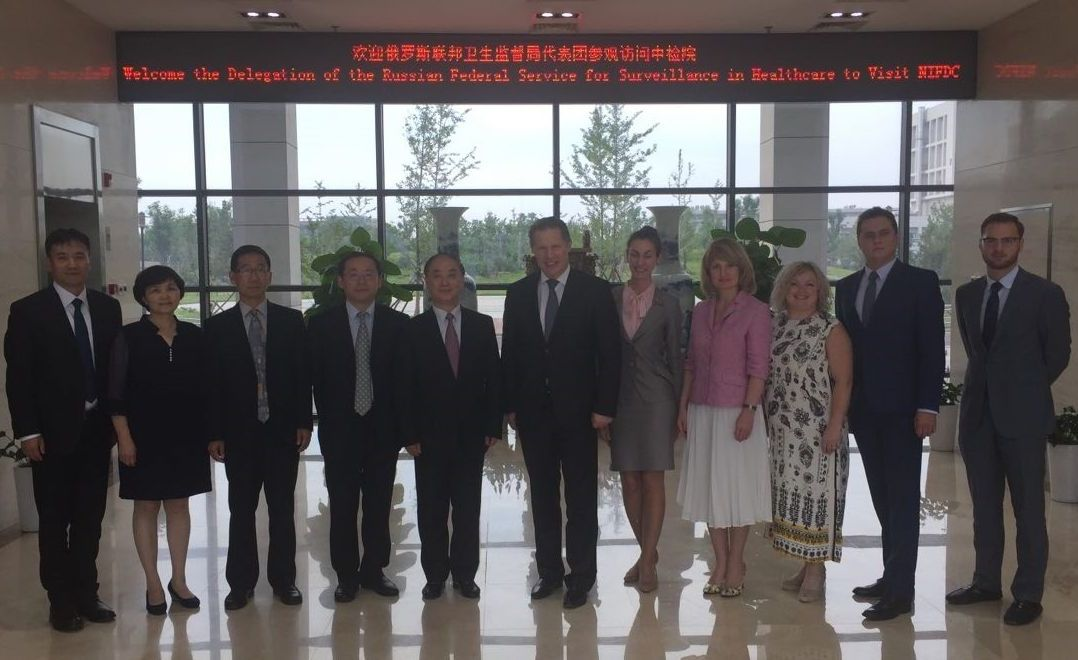 欢迎俄罗斯联邦卫生监督局代表团参观访问中检院
Welcome the Delegation of the Russian Federal Service for Surveillance in Healthcare to Visit NIFDC